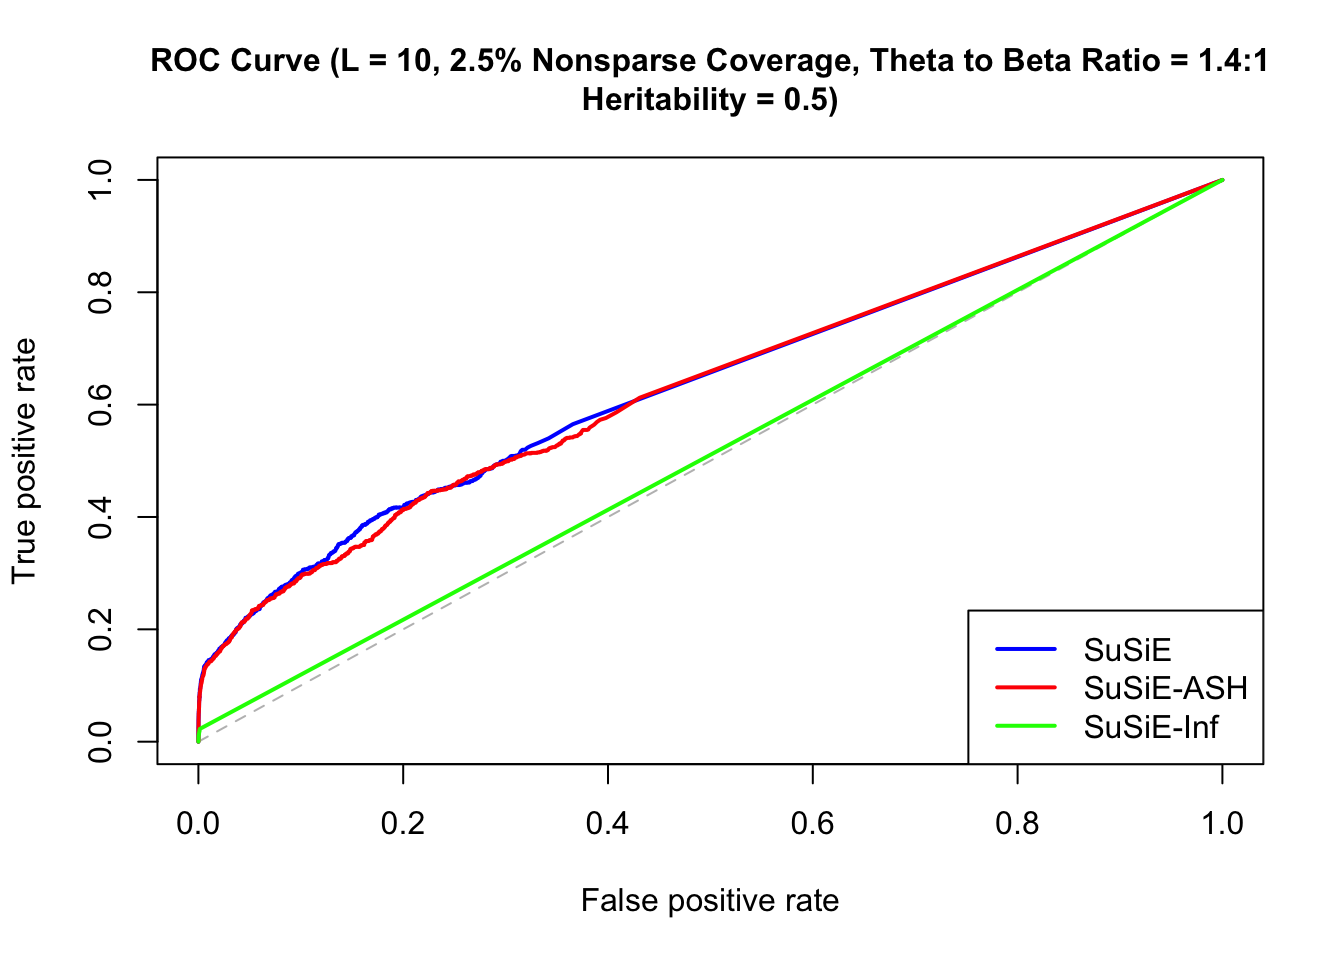 ROC Curve (L = 10, 2.5% Nonsparse Coverage, Theta to Beta Ratio = 1.4:1
Heritability = 0.5)
True positive rate
1.0
0.8
0.6
0.4
0.2
0.0
SuSiE
SuSiE-ASH
SuSiE-Inf
0.0 0.2 0.4 0.6 0.8 1.0
False positive rate